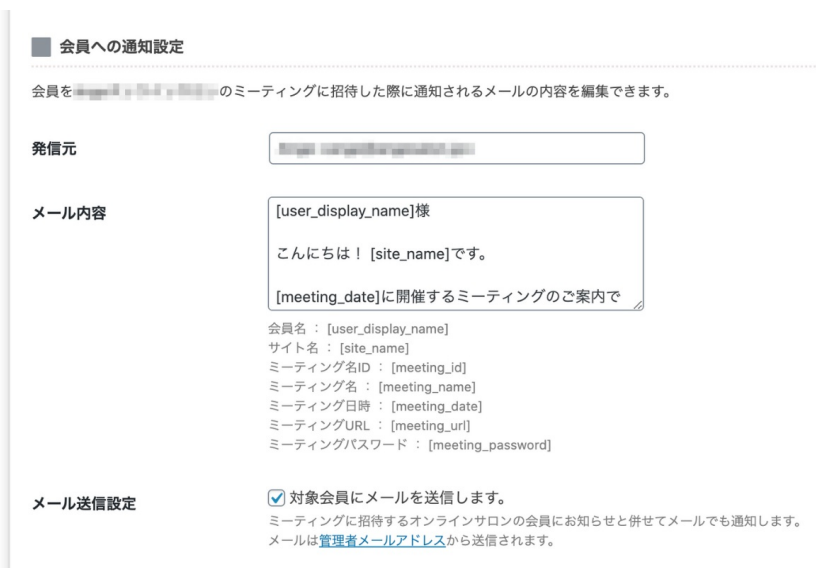 会員への通知設定
会員を のミーティングに招待した際に通知されるメールの内容を編集できます。
発信元
メール内容
[user_display_name]様
こんにちは！ [site_name]です。
[meeting_date]に開催するミーティングのご案内で
会員名 ： [user_display_name]
サイト名 ： [site_name]
ミーティング名ID ： [meeting_id]
ミーティング名 ： [meeting_name]
ミーティング日時 ： [meeting_date]
ミーティングURL ： [meeting_url]
ミーティングパスワード ： [meeting_password]
メール送信設定
対象会員にメールを送信します。
ミーティングに招待するオンラインサロンの会員にお知らせと併せてメールでも通知します。
メールは管理者メールアドレスから送信されます。